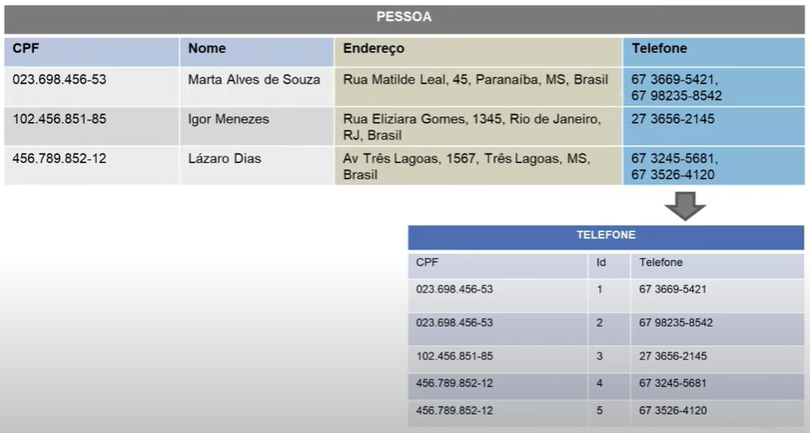 PESSOA
CPF Nome Endereço Telefone
023.698.456-53 Marta Alves de Souza Rua Matilde Leal, 45, Paranaíba, MS, Brasil 67 3669-5421,
67 98235-8542
102.456.851-85 Igor Menezes Rua Eliziara Gomes, 1345, Rio de Janeiro, 27 3656-2145
RJ, Brasil
456.789.852-12 Lázaro Dias Av Três Lagoas, 1567, Três Lagoas, MS, 67 3245-5681,
Brasil 67 3526-4120
TELEFONE
CPF Id Telefone
023.698.456-53 1 67 3669-5421
023.698.456-53 2 67 98235-8542
102.456.851-85 3 27 3656-2145
456.789.852-12 4 67 3245-5681
456.789.852-12 5 67 3526-4120